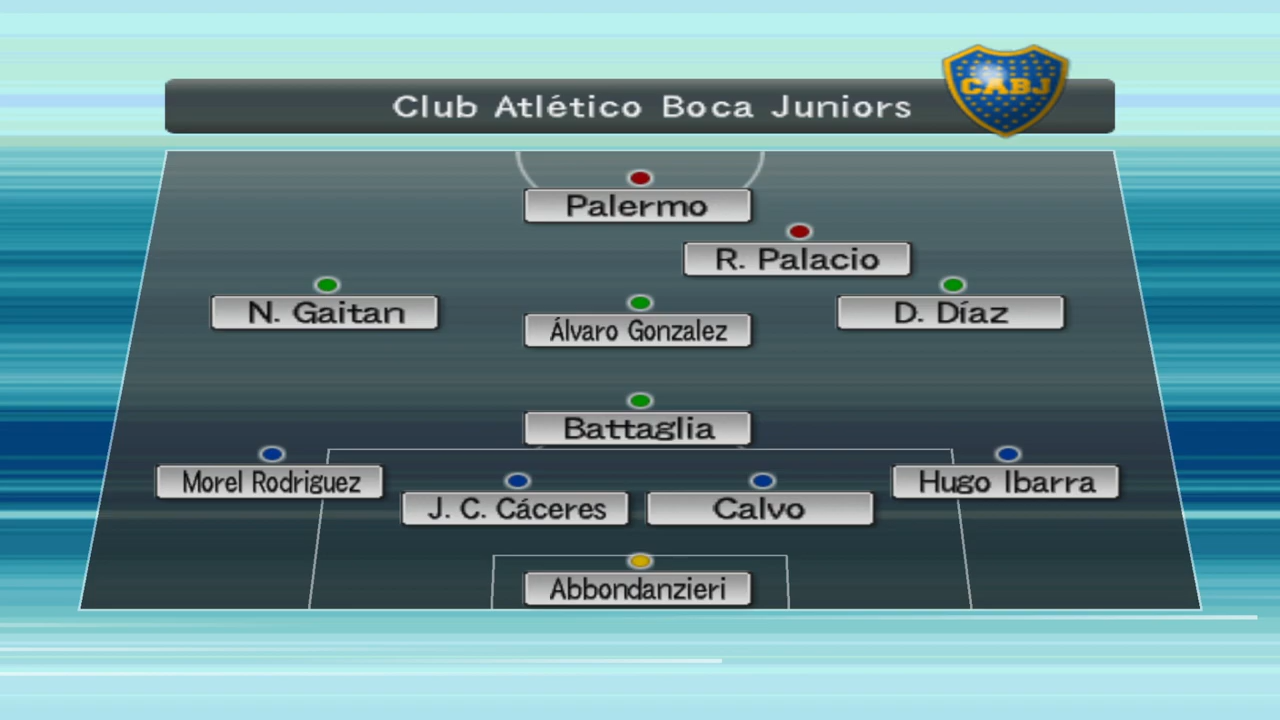 Club Atlético Boca Juniors
CABJ
Palermo
R. Palacio
N. Gaitan
D. Díaz
Álvaro Gonzalez
Battaglia
Morel Rodriguez
Hugo Ibarra
J. C. Cáceres
Calvo
Abbondanzieri